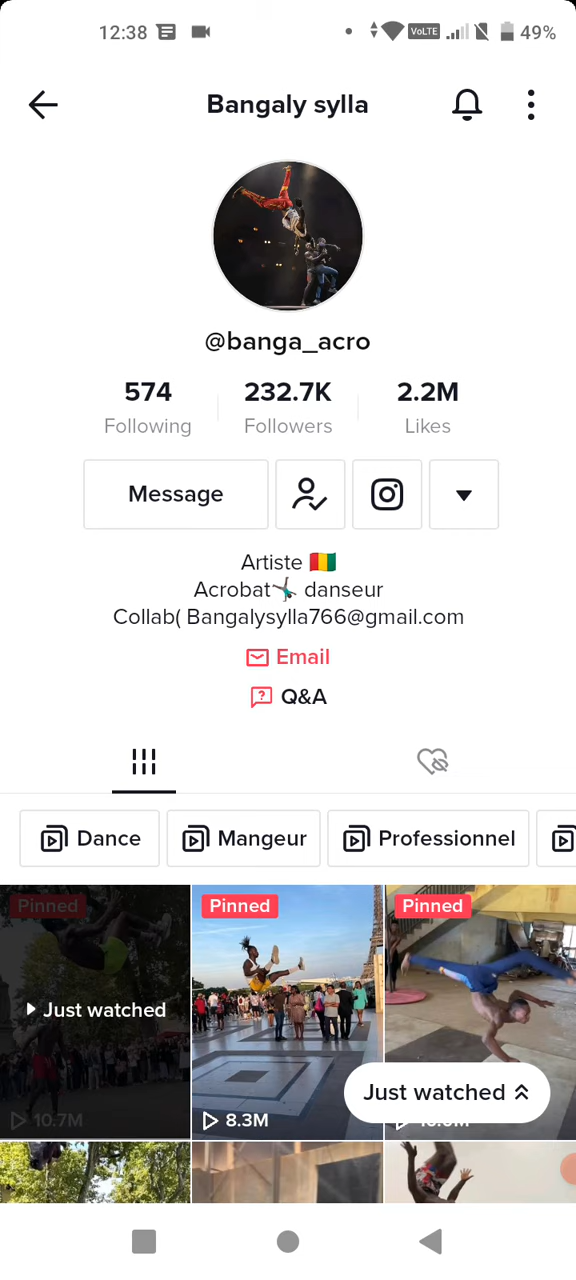 12:38
VoLTE
49%
Bangaly sylla
@banga_acro
574
232.7K
2.2M
Following
Followers
Likes
Message
Artiste 🇬🇳
Acrobat🤸🏿‍♂️ danseur
Collab( Bangalysylla766@gmail.com
Email
Q&A
Dance
Mangeur
Professionnel
Pinned
Pinned
Pinned
Just watched
Just watched
10.7M
8.3M